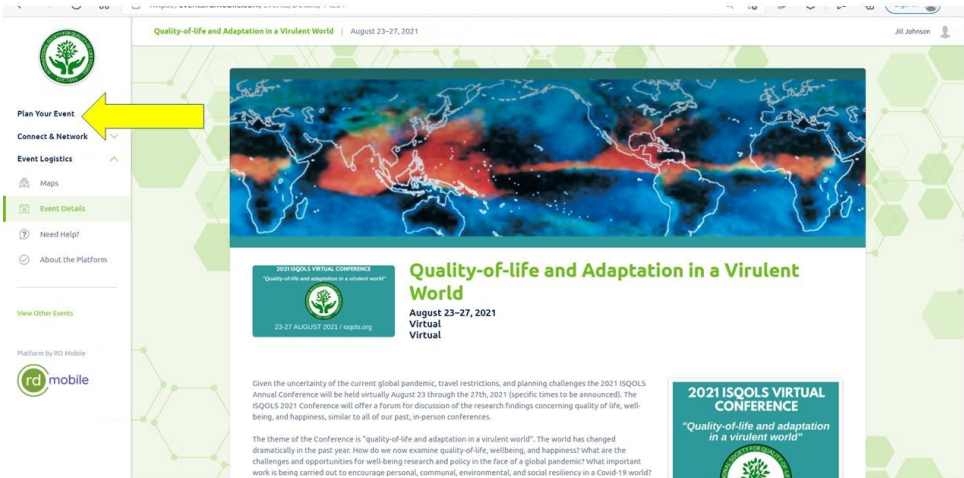 Quality-of-life and Adaptation in a Virulent World | August 23–27, 2021
Jill Johnson
Plan Your Event
Connect & Network
Event Logistics
Maps
Event Details
Need Help?
About the Platform
View Other Events
Platform by RD Mobile
rd mobile
2021 ISQOLS VIRTUAL CONFERENCE
"Quality-of-life and adaptation in a virulent world"
23-27 AUGUST 2021 / isqols.org
Quality-of-life and Adaptation in a Virulent
World
August 23–27, 2021
Virtual
Virtual
Given the uncertainty of the current global pandemic, travel restrictions, and planning challenges the 2021 ISQOLS
Annual Conference will be held virtually August 23 through the 27th, 2021 (specific times to be announced). The
ISQOLS 2021 Conference will offer a forum for discussion of the research findings concerning quality of life, well-
being, and happiness, similar to all of our past, in-person conferences.
The theme of the Conference is "quality-of-life and adaptation in a virulent world". The world has changed
dramatically in the past year. How do we now examine quality-of-life, wellbeing, and happiness? What are the
challenges and opportunities for well-being research and policy in the face of a global pandemic? What important
work is being carried out to encourage personal, communal, environmental, and social resiliency in a Covid-19 world?
2021 ISQOLS VIRTUAL
CONFERENCE
"Quality-of-life and adaptation
in a virulent world"